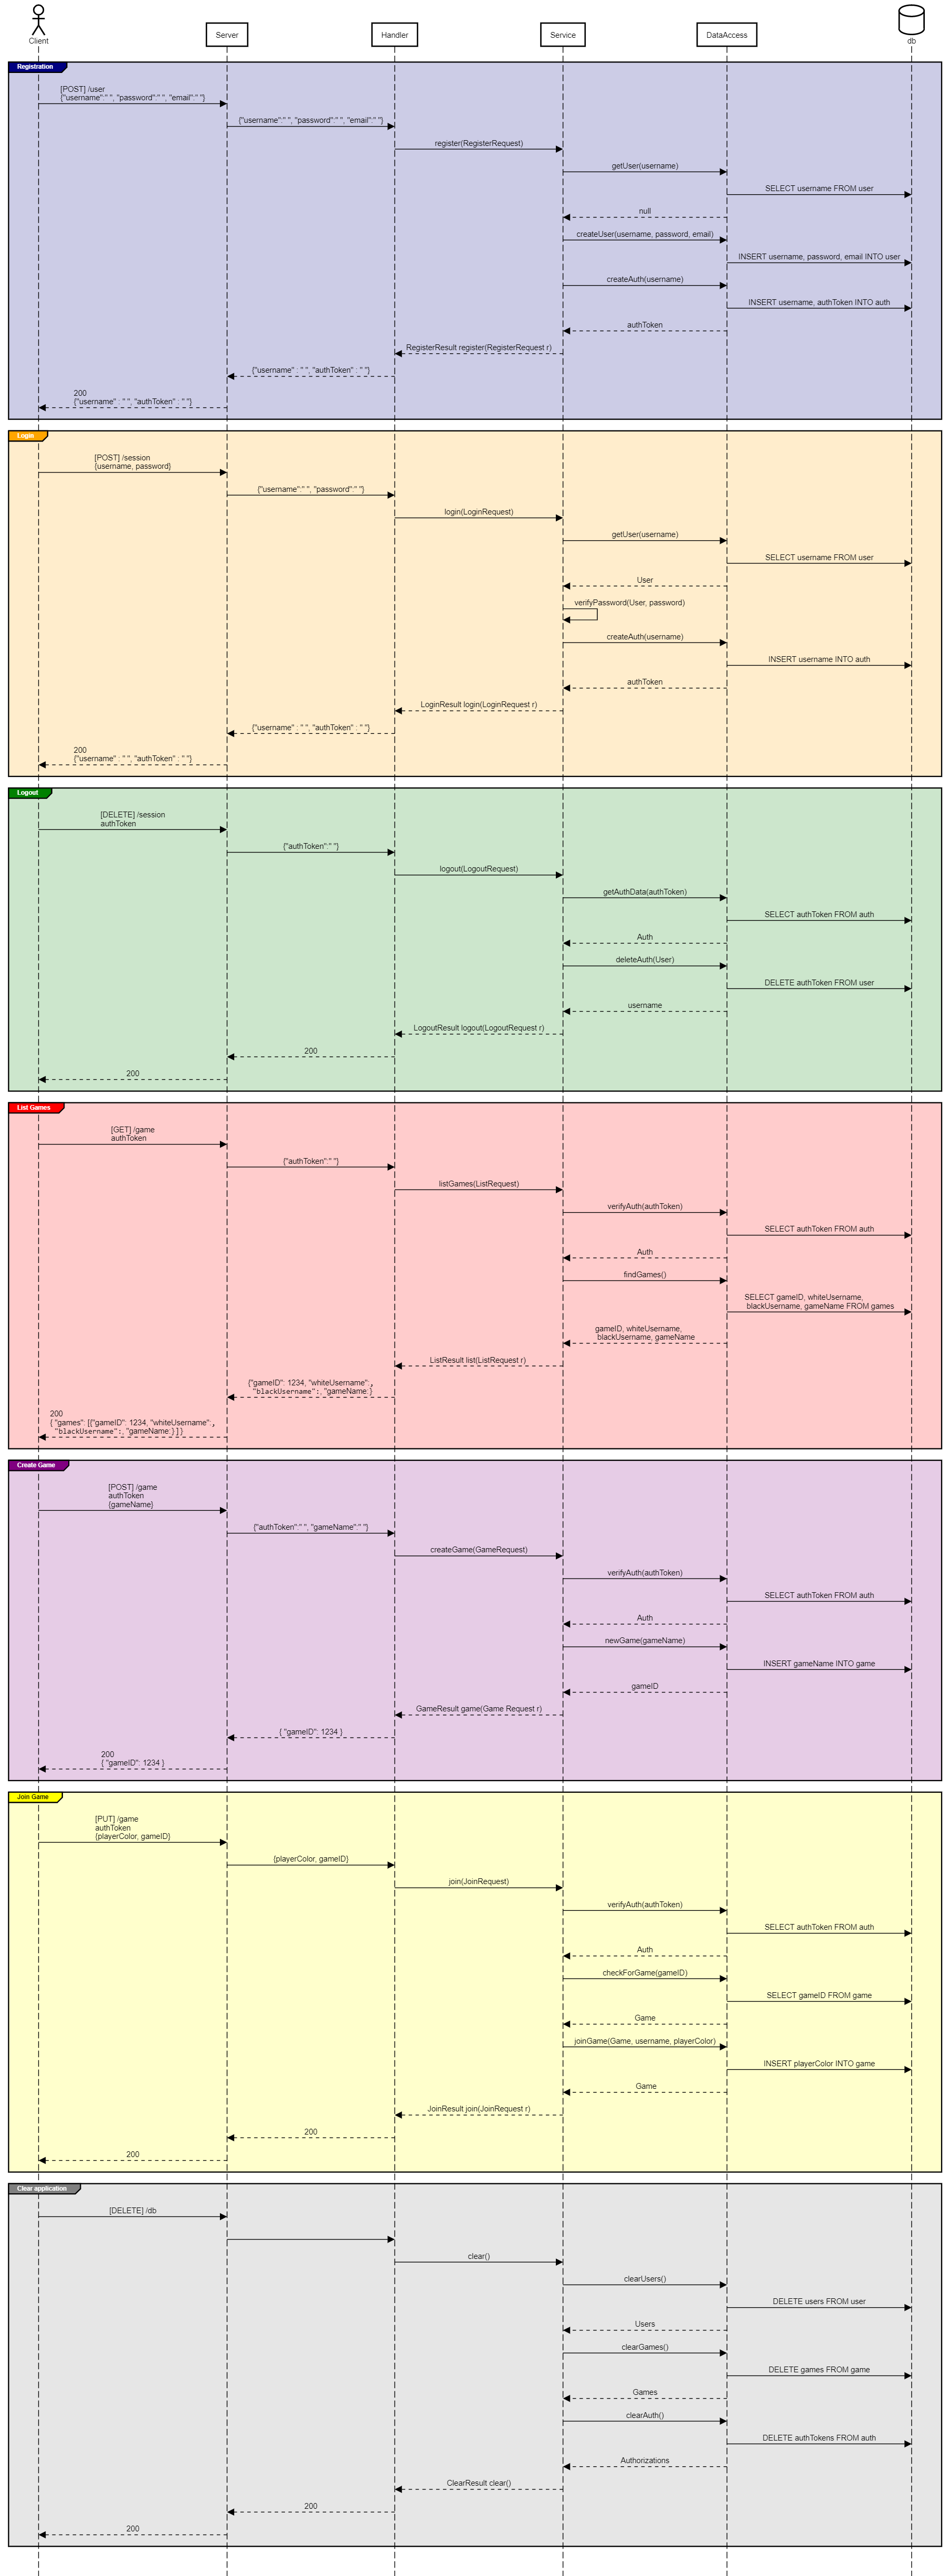 Client
Server
Handler
Service
DataAccess
db
Registration
[POST] /user
{"username":" ", "password":" ", "email":" "}
{"username":" ", "password":" ", "email":" "}
register(RegisterRequest)
getUser(username)
SELECT username FROM user
null
createUser(username, password, email)
INSERT username, password, email INTO user
createAuth(username)
INSERT username, authToken INTO auth
authToken
RegisterResult register(RegisterRequest r)
{"username" : " ", "authToken" : " "}
200
{"username" : " ", "authToken" : " "}
Login
[POST] /session
{username, password}
{"username":" ", "password":" "}
login(LoginRequest)
getUser(username)
SELECT username FROM user
User
verifyPassword(User, password)
createAuth(username)
INSERT username INTO auth
authToken
LoginResult login(LoginRequest r)
{"username" : " ", "authToken" : " "}
200
{"username" : " ", "authToken" : " "}
Logout
[DELETE] /session
authToken
{"authToken":" "}
logout(LogoutRequest)
getAuthData(authToken)
SELECT authToken FROM auth
Auth
deleteAuth(User)
DELETE authToken FROM user
username
LogoutResult logout(LogoutRequest r)
200
200
List Games
[GET] /game
authToken
{"authToken":" "}
listGames(ListRequest)
verifyAuth(authToken)
SELECT authToken FROM auth
Auth
findGames()
SELECT gameID, whiteUsername,
blackUsername, gameName FROM games
gameID, whiteUsername,
blackUsername, gameName
ListResult list(ListRequest r)
{"gameID": 1234, "whiteUsername":,
"blackUsername":, "gameName:}
200
{ "games": [{"gameID": 1234, "whiteUsername":,
"blackUsername":, "gameName:} ] }
Create Game
[POST] /game
authToken
{gameName}
{"authToken":" ", "gameName":" "}
createGame(GameRequest)
verifyAuth(authToken)
SELECT authToken FROM auth
Auth
newGame(gameName)
INSERT gameName INTO game
gameID
GameResult game(Game Request r)
{ "gameID": 1234 }
200
{ "gameID": 1234 }
Join Game
[PUT] /game
authToken
{playerColor, gameID}
{playerColor, gameID}
join(JoinRequest)
verifyAuth(authToken)
SELECT authToken FROM auth
Auth
checkForGame(gameID)
SELECT gameID FROM game
Game
joinGame(Game, username, playerColor)
INSERT playerColor INTO game
Game
JoinResult join(JoinRequest r)
200
200
Clear application
[DELETE] /db
clear()
clearUsers()
DELETE users FROM user
Users
clearGames()
DELETE games FROM game
Games
clearAuth()
DELETE authTokens FROM auth
Authorizations
ClearResult clear()
200
200